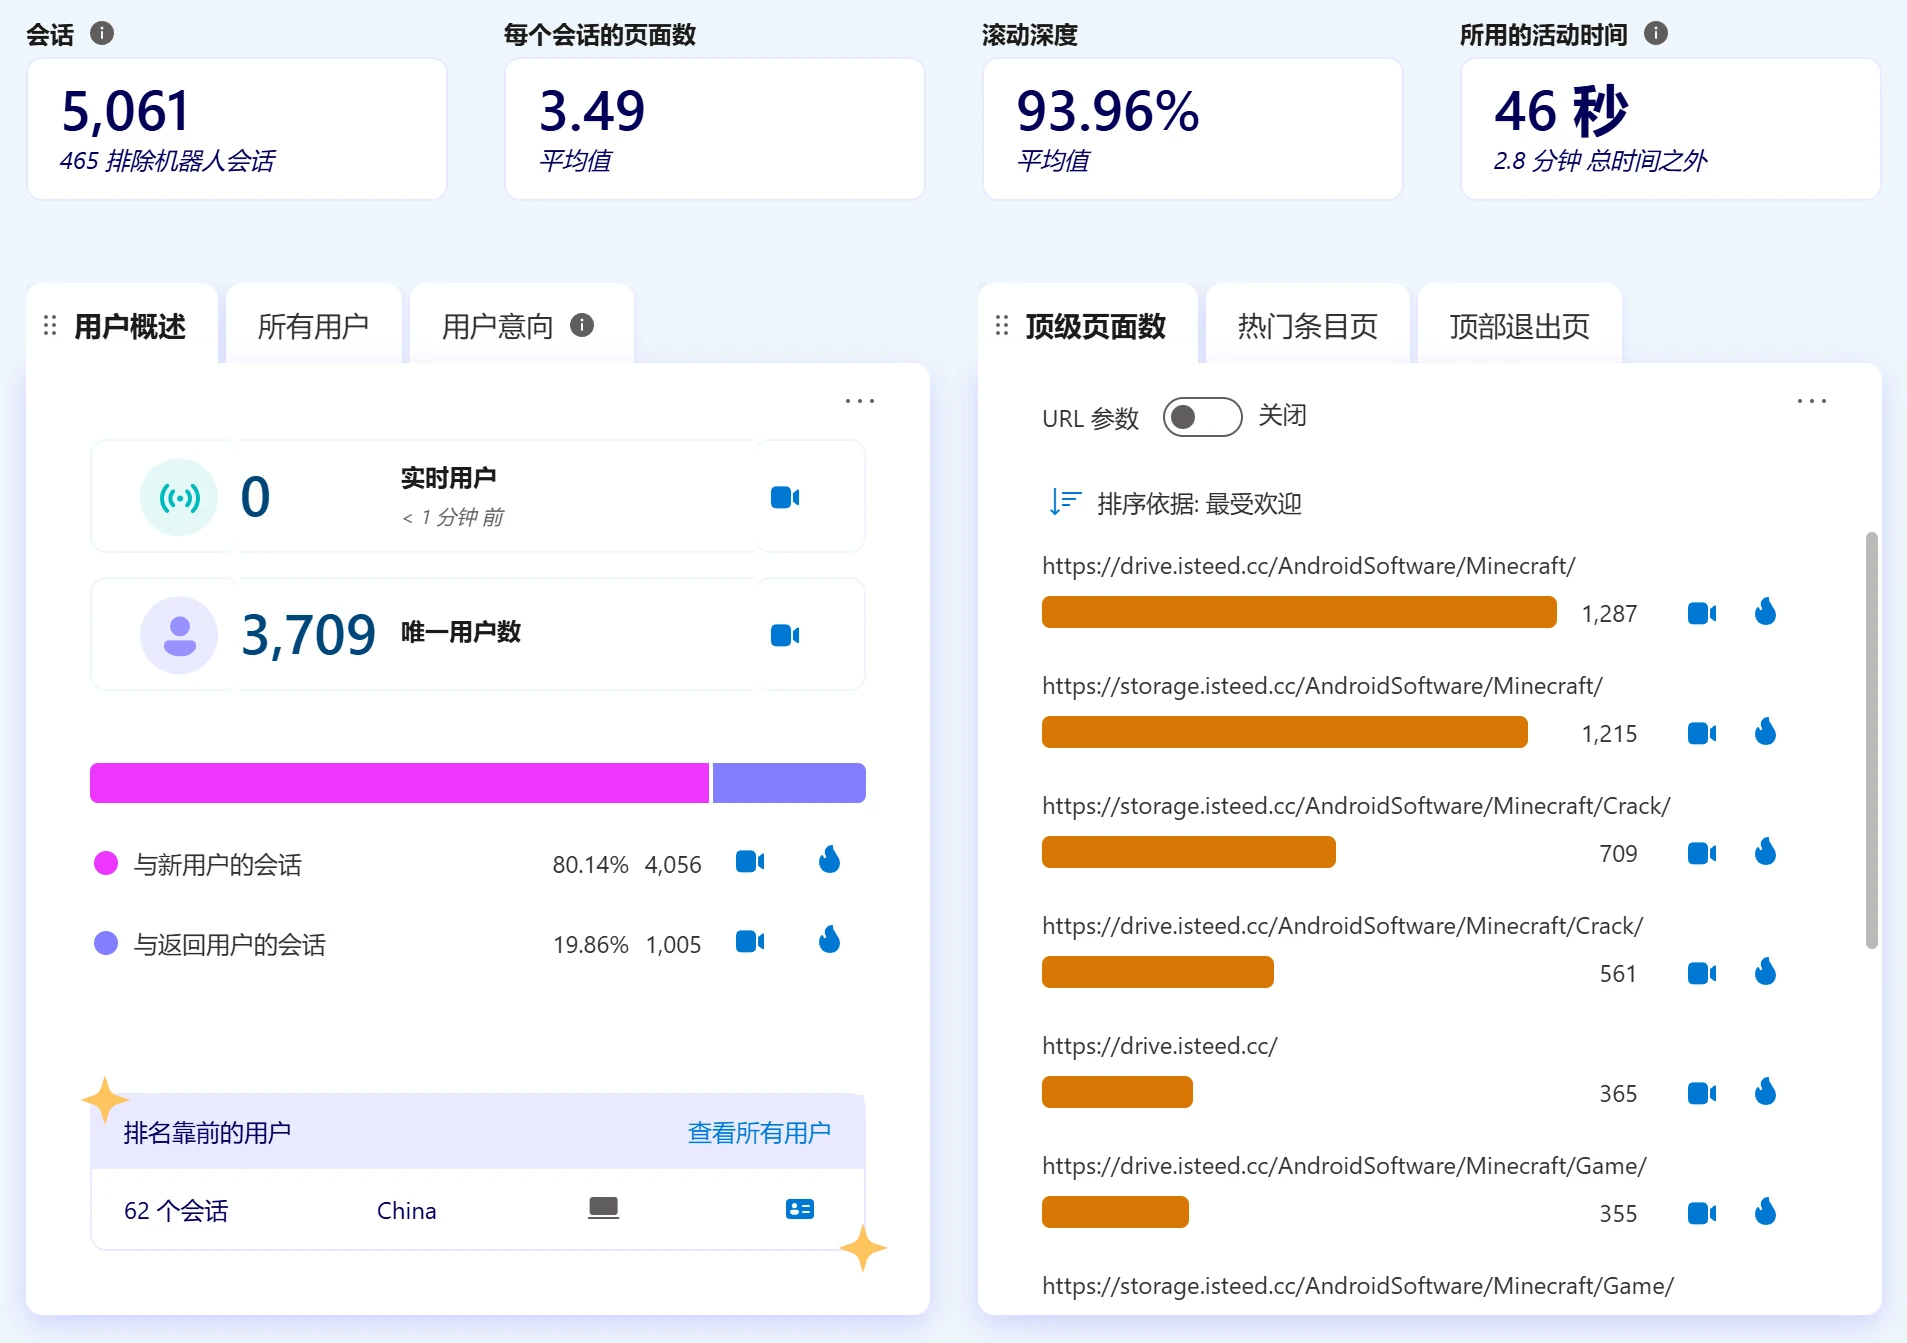 会话
5,061
465 排除机器人会话
每个会话的页面数
3.49
平均值
滚动深度
93.96%
平均值
所用的活动时间
46 秒
2.8 分钟 总时间之外
用户概述
所有用户
用户意向
0
实时用户
< 1 分钟 前
3,709
唯一用户数
与新用户的会话 80.14% 4,056
与返回用户的会话 19.86% 1,005
排名靠前的用户 查看所有用户
62 个会话 China
顶级页面数
热门条目页
顶部退出页
URL 参数 关闭
排序依据: 最受欢迎
https://drive.isteed.cc/AndroidSoftware/Minecraft/
1,287
https://storage.isteed.cc/AndroidSoftware/Minecraft/
1,215
https://storage.isteed.cc/AndroidSoftware/Minecraft/Crack/
709
https://drive.isteed.cc/AndroidSoftware/Minecraft/Crack/
561
https://drive.isteed.cc/
365
https://drive.isteed.cc/AndroidSoftware/Minecraft/Game/
355
https://storage.isteed.cc/AndroidSoftware/Minecraft/Game/